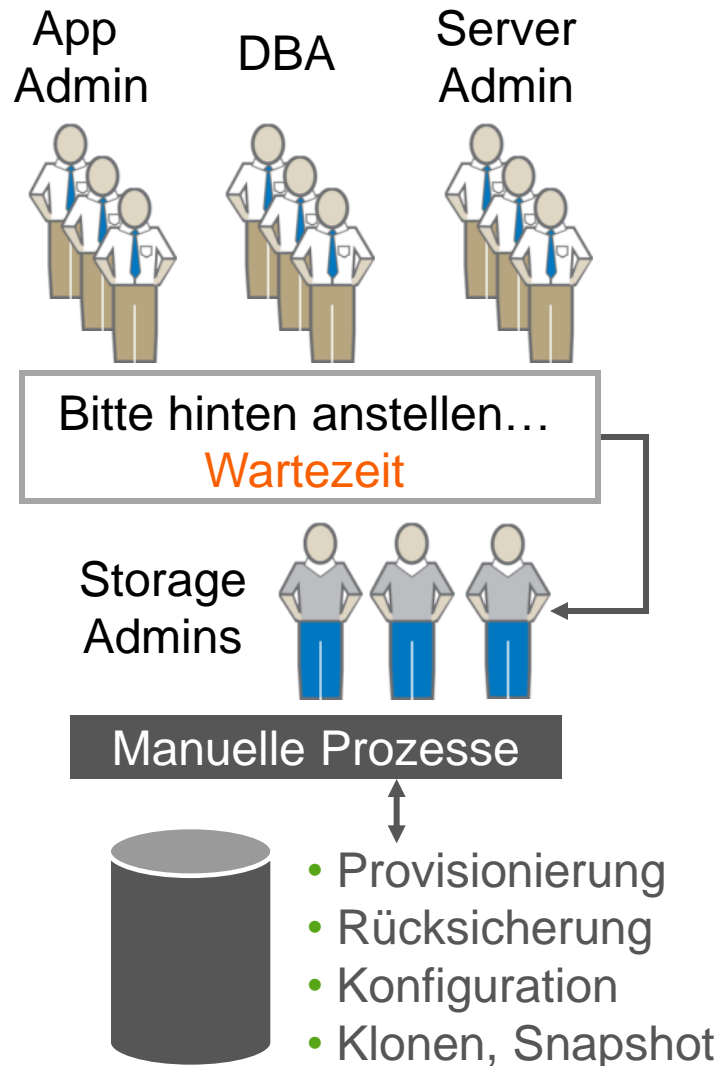 App
Admin
DBA
Server
Admin
Bitte hinten anstellen…
Wartezeit
Storage
Admins
Manuelle Prozesse
• Provisionierung
• Rücksicherung
• Konfiguration
• Klonen, Snapshot